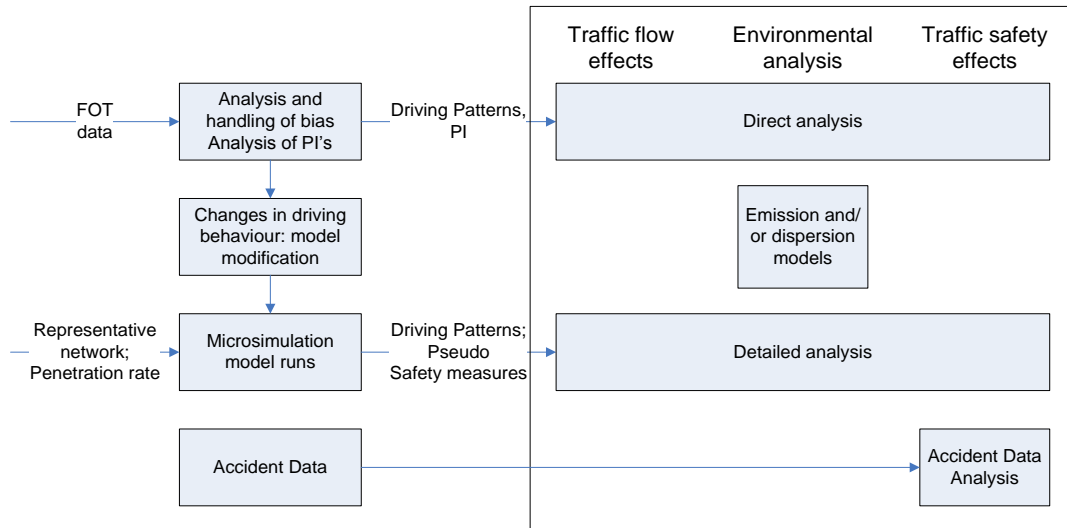 Traffic flow
effects
Environmental
analysis
Traffic safety
effects
FOT
data
Analysis and
handling of bias
Analysis of PI's
Driving Patterns,
PI
Direct analysis
Changes in driving
behaviour: model
modification
Emission and/
or dispersion
models
Representative
network;
Penetration rate
Microsimulation
model runs
Driving Patterns;
Pseudo
Safety measures
Detailed analysis
Accident Data
Accident Data
Analysis